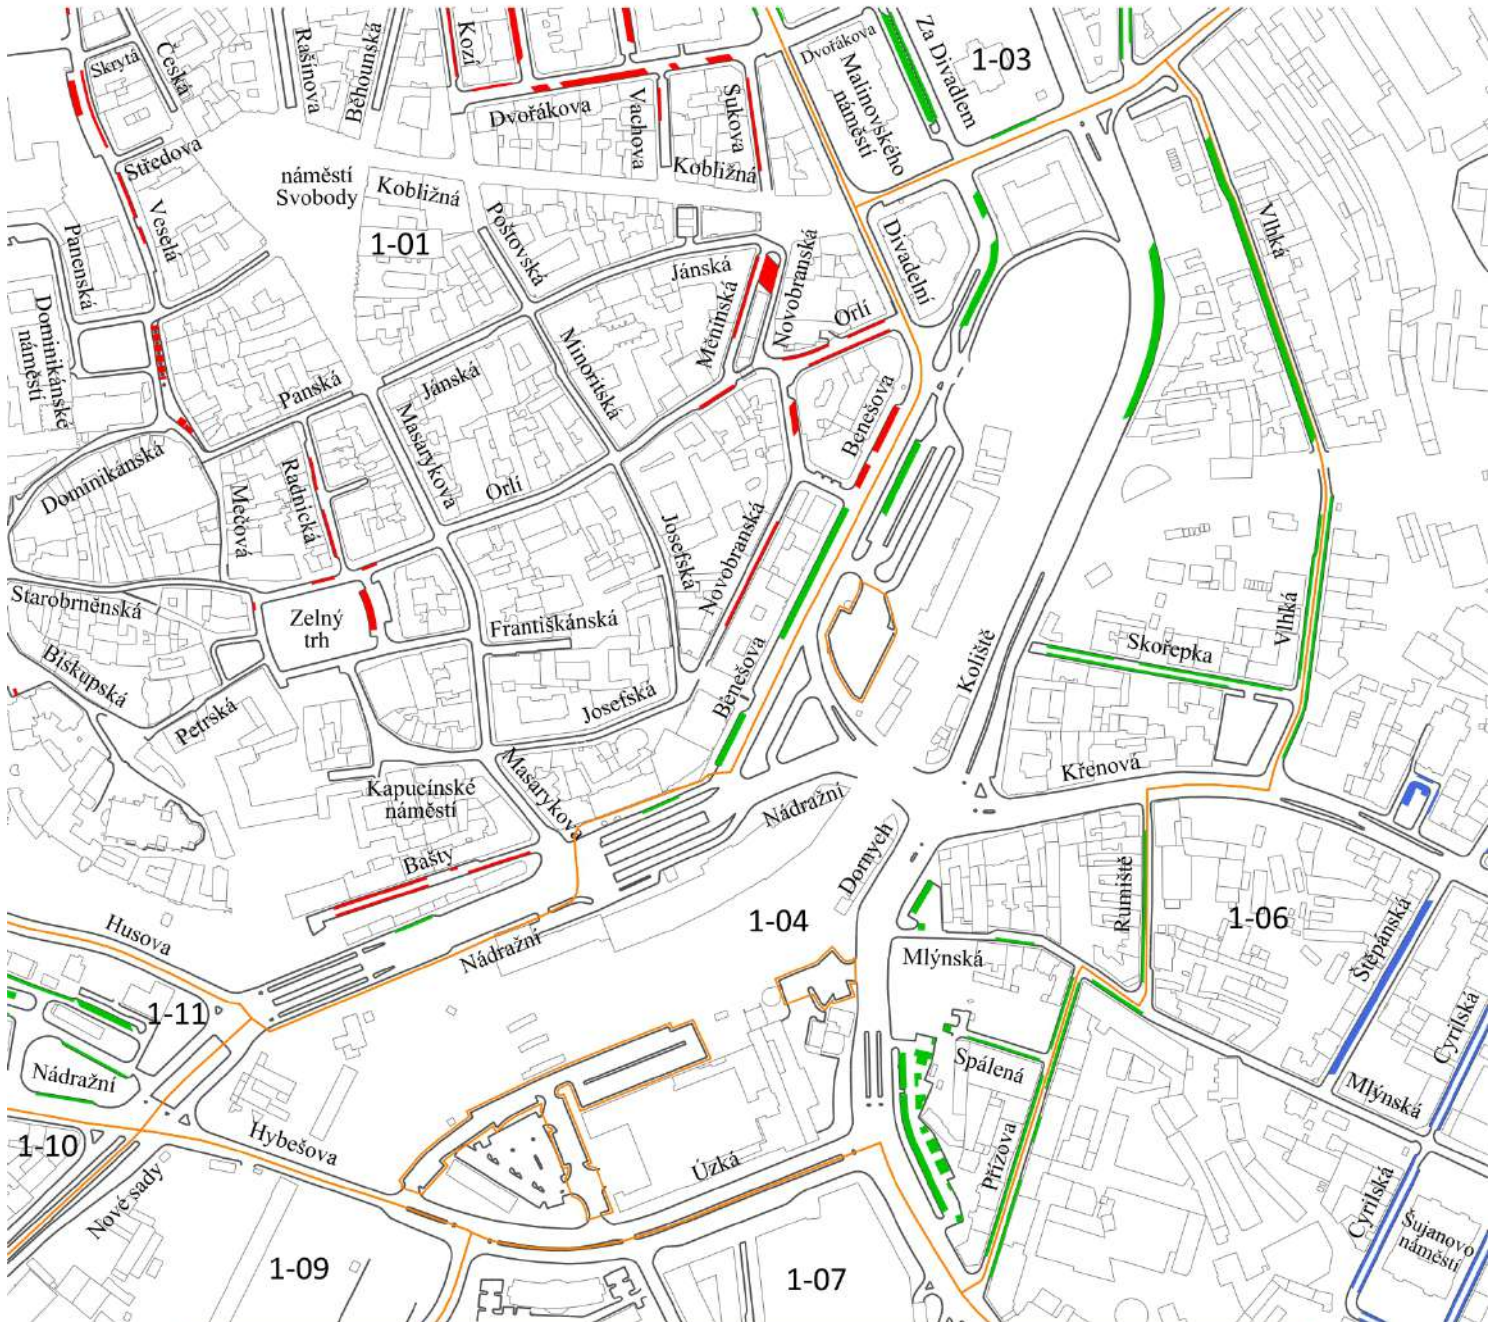 Skrytá
Česká
Rašínova
Běhounská
Kozí
Dvořákova
Vachova
Sukova
Kobližná
Dvořákova
Malinovského
náměstí
Za Divadlem
1-03
Středova
náměstí
Svobody
Kobližná
1-01
Poštovská
Veselá
Panenská
Dominikánské
náměstí
Jánská
Měnínská
Novobranská
Orlí
Divadelní
Vlhká
Panská
Jánská
Minoritská
Masarykova
Orlí
Benešova
Dominikánská
Mečová
Radnická
Josefská
Novobranská
Starobrněnská
Zelný
trh
Františkánská
Biskupská
Petrská
Josefská
Benešova
Koliště
Skořepka
Vlhká
Křenová
Kapucínské
náměstí
Masarykova
Nádražní
Bašty
Dornych
Rumiště
1-04
1-06
Husova
Nádražní
Mlýnská
Štěpánská
1-11
Nádražní
Spálená
Cyrilská
Mlýnská
1-10
Hybešova
Úzká
Přízova
Nové sady
Cyrilská
Šujanovo
náměstí
1-09
1-07